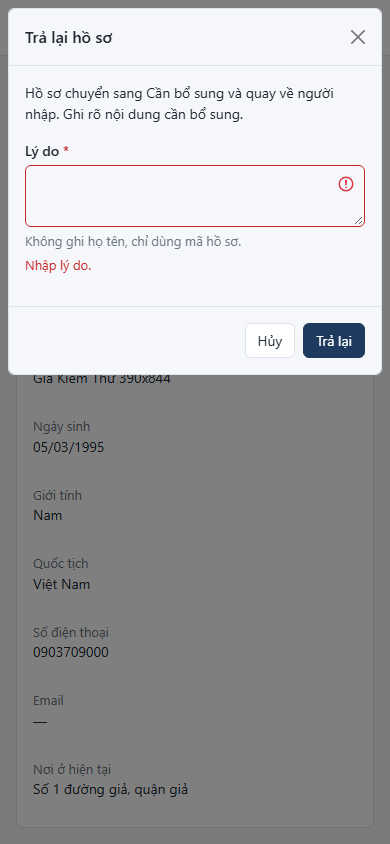 Trả lại hồ sơ
Hồ sơ chuyển sang Cần bổ sung và quay về người
nhập. Ghi rõ nội dung cần bổ sung.
Lý do *
Không ghi họ tên, chỉ dùng mã hồ sơ.
Nhập lý do.
Hủy
Trả lại
Giả Kiểm Thử 390x844
Ngày sinh
05/03/1995
Giới tính
Nam
Quốc tịch
Việt Nam
Số điện thoại
0903709000
Email
—
Nơi ở hiện tại
Số 1 đường giả, quận giả